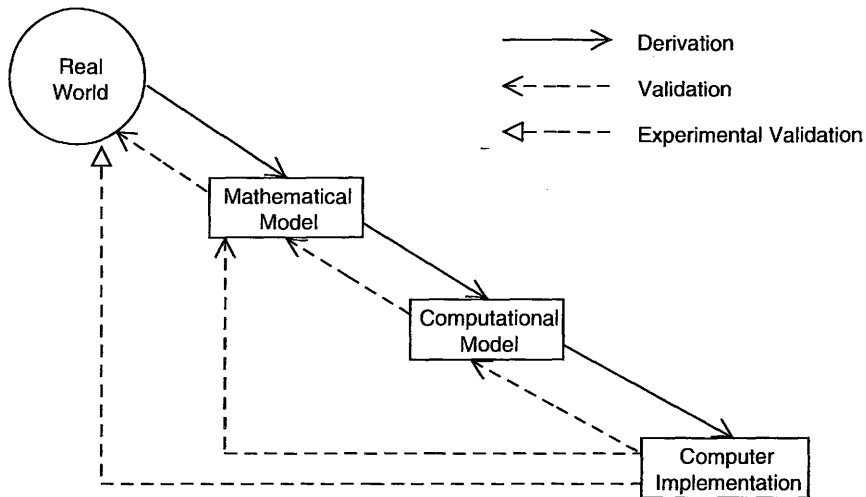 Real
World
Derivation
Validation
Experimental Validation
Mathematical
Model
Computational
Model
Computer
Implementation